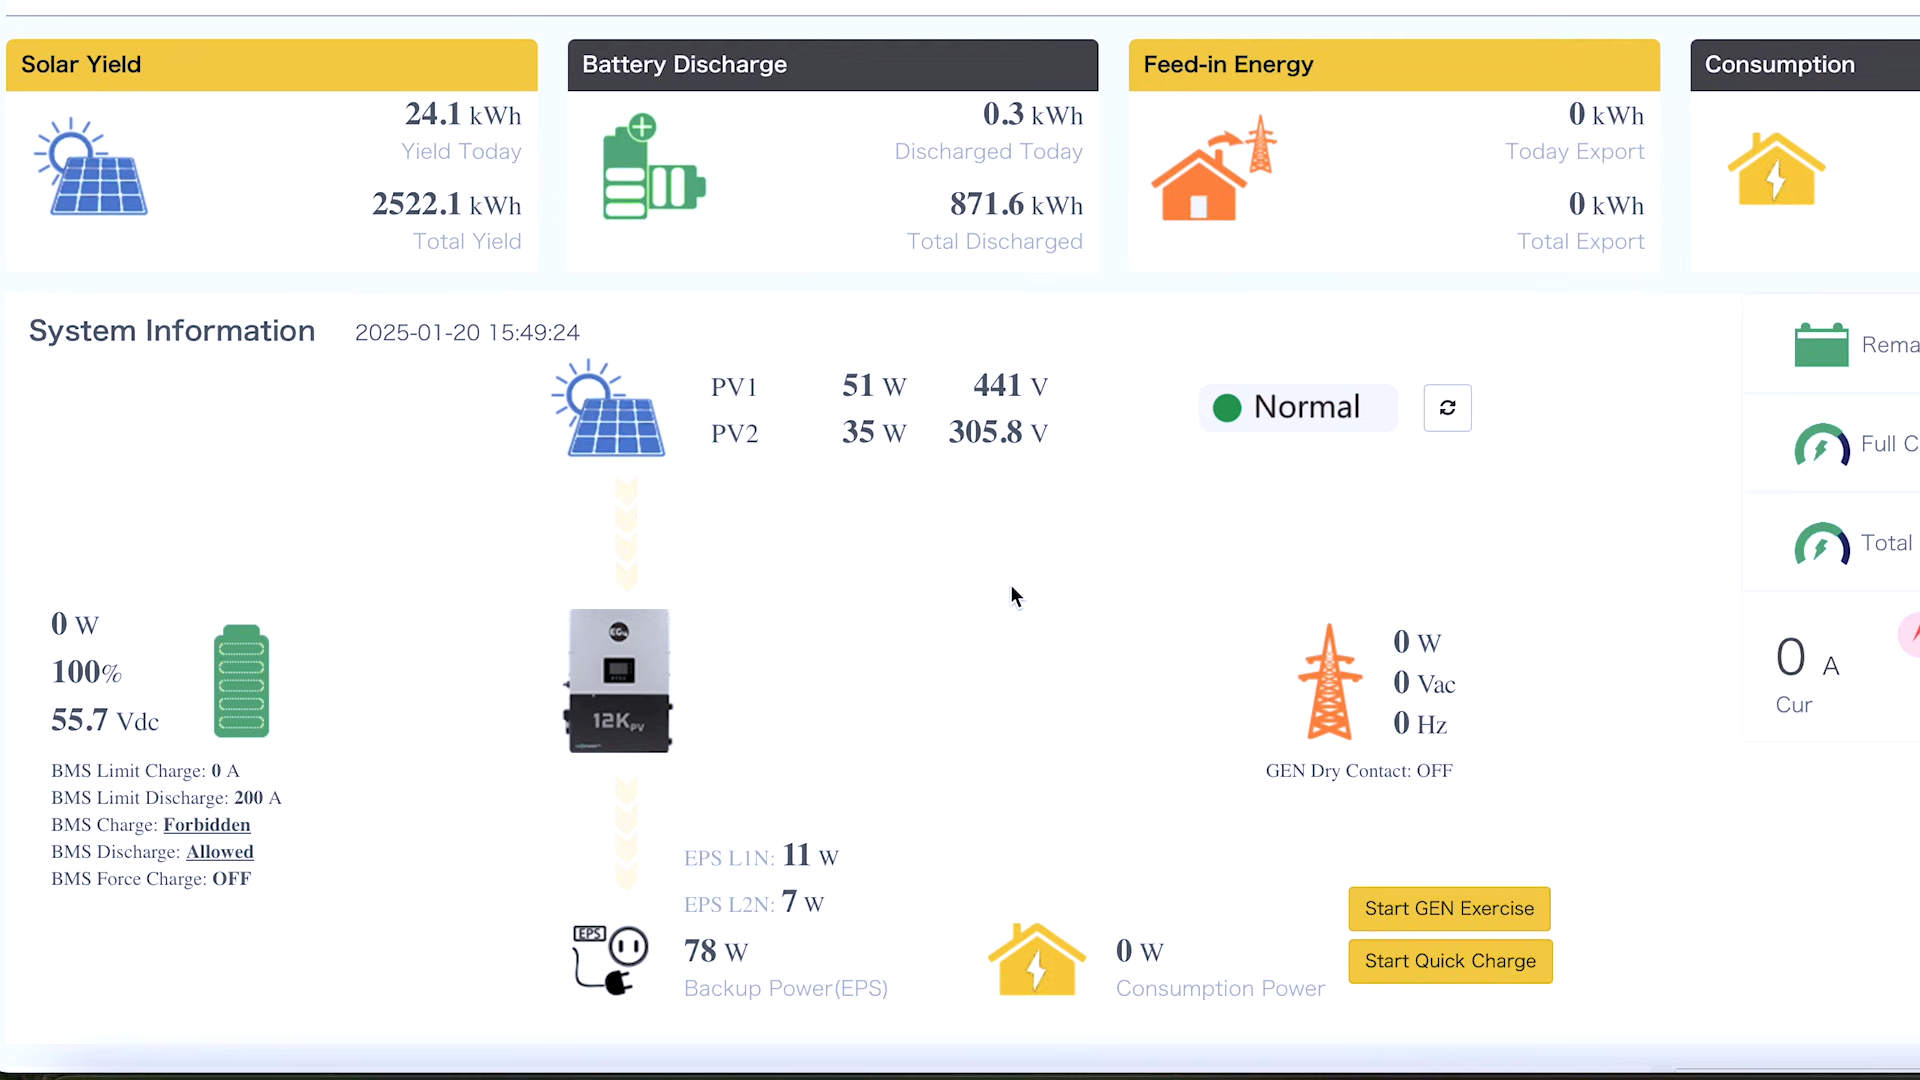 Solar Yield
24.1 kWh
Yield Today
2522.1 kWh
Total Yield
Battery Discharge
0.3 kWh
Discharged Today
871.6 kWh
Total Discharged
Feed-in Energy
0 kWh
Today Export
0 kWh
Total Export
Consumption
System Information 2025-01-20 15:49:24
PV1 51 W 441 V
PV2 35 W 305.8 V
Normal
0 W
100%
55.7 Vdc
BMS Limit Charge: 0 A
BMS Limit Discharge: 200 A
BMS Charge: Forbidden
BMS Discharge: Allowed
BMS Force Charge: OFF
EG4
12KPV
0 W
0 Vac
0 Hz
GEN Dry Contact: OFF
EPS L1N: 11 W
EPS L2N: 7 W
EPS
78 W
Backup Power(EPS)
0 W
Consumption Power
Start GEN Exercise
Start Quick Charge
Rema
Full C
Total
0 A
Cur